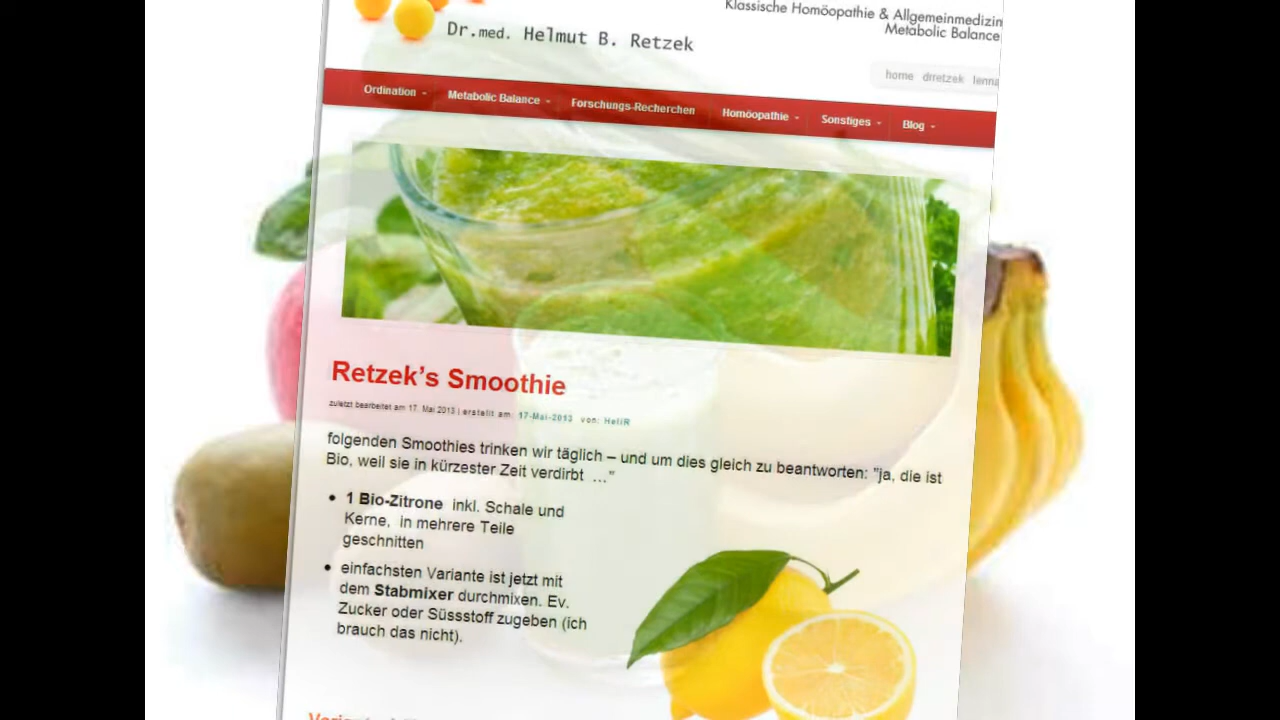 Klassische Homöopathie & Allgemeinmedizin
Metabolic Balance
Dr.med. Helmut B. Retzek
home drretzek lenna
Ordination Metabolic Balance Forschungs-Recherchen Homöopathie Sonstiges Blog
Retzek's Smoothie
zuletzt bearbeitet am 17. Mai 2013 | erstellt am: 17-Mai-2013 von: HeliR
folgenden Smoothies trinken wir täglich – und um dies gleich zu beantworten: "ja, die ist
Bio, weil sie in kürzester Zeit verdirbt …"
• 1 Bio-Zitrone inkl. Schale und
Kerne, in mehrere Teile
geschnitten
• einfachsten Variante ist jetzt mit
dem Stabmixer durchmixen. Ev.
Zucker oder Süssstoff zugeben (ich
brauch das nicht).